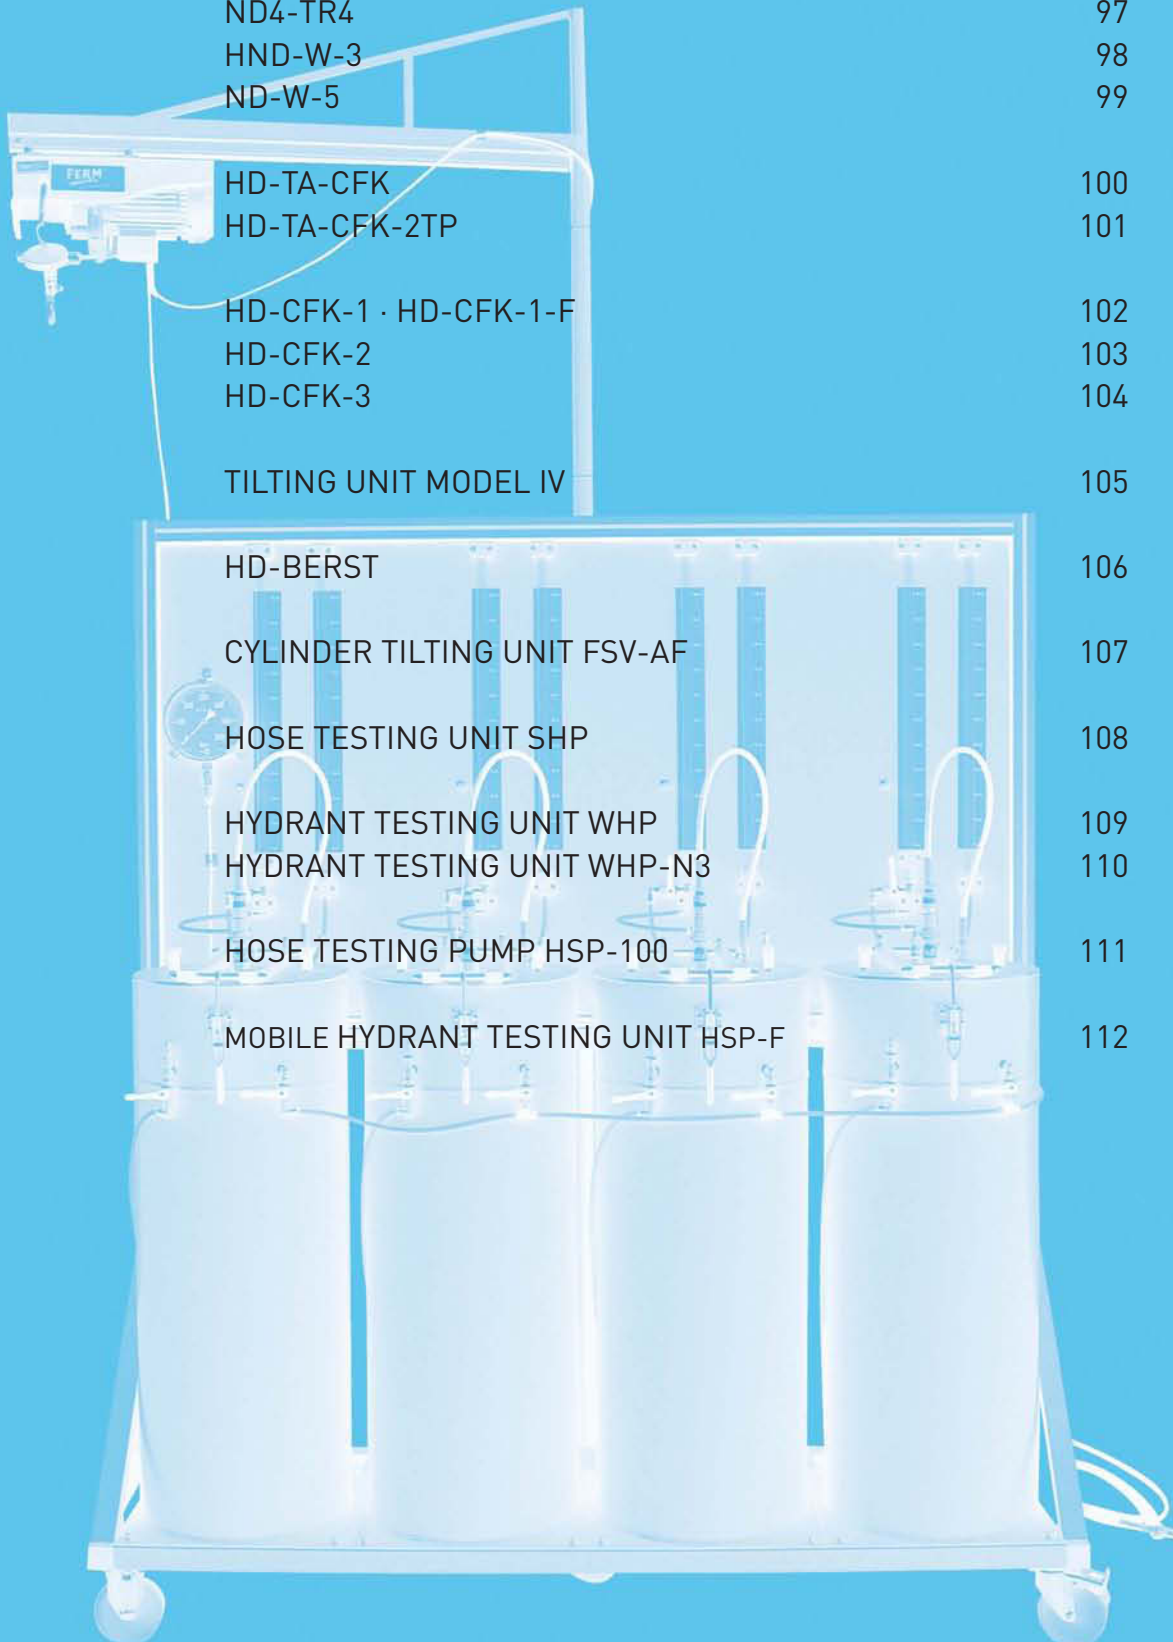 ND4-TR4 97
HND-W-3 98
ND-W-5 99
FERM
HD-TA-CFK 100
HD-TA-CFK-2TP 101
HD-CFK-1 · HD-CFK-1-F 102
HD-CFK-2 103
HD-CFK-3 104
TILTING UNIT MODEL IV 105
HD-BERST 106
CYLINDER TILTING UNIT FSV-AF 107
HOSE TESTING UNIT SHP 108
HYDRANT TESTING UNIT WHP 109
HYDRANT TESTING UNIT WHP-N3 110
HOSE TESTING PUMP HSP-100 111
MOBILE HYDRANT TESTING UNIT HSP-F 112